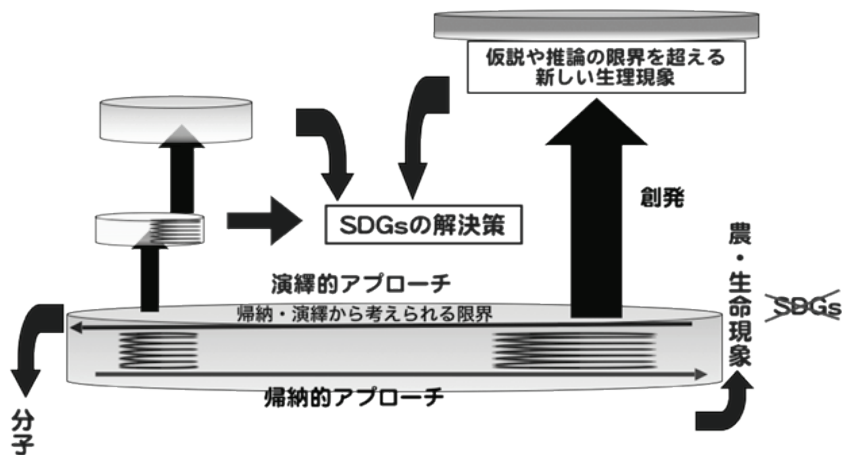 仮説や推論の限界を超える
新しい生理現象
創発
SDGsの解決策
農・生命現象
SDGs
演繹的アプローチ
帰納・演繹から考えられる限界
帰納的アプローチ
分子